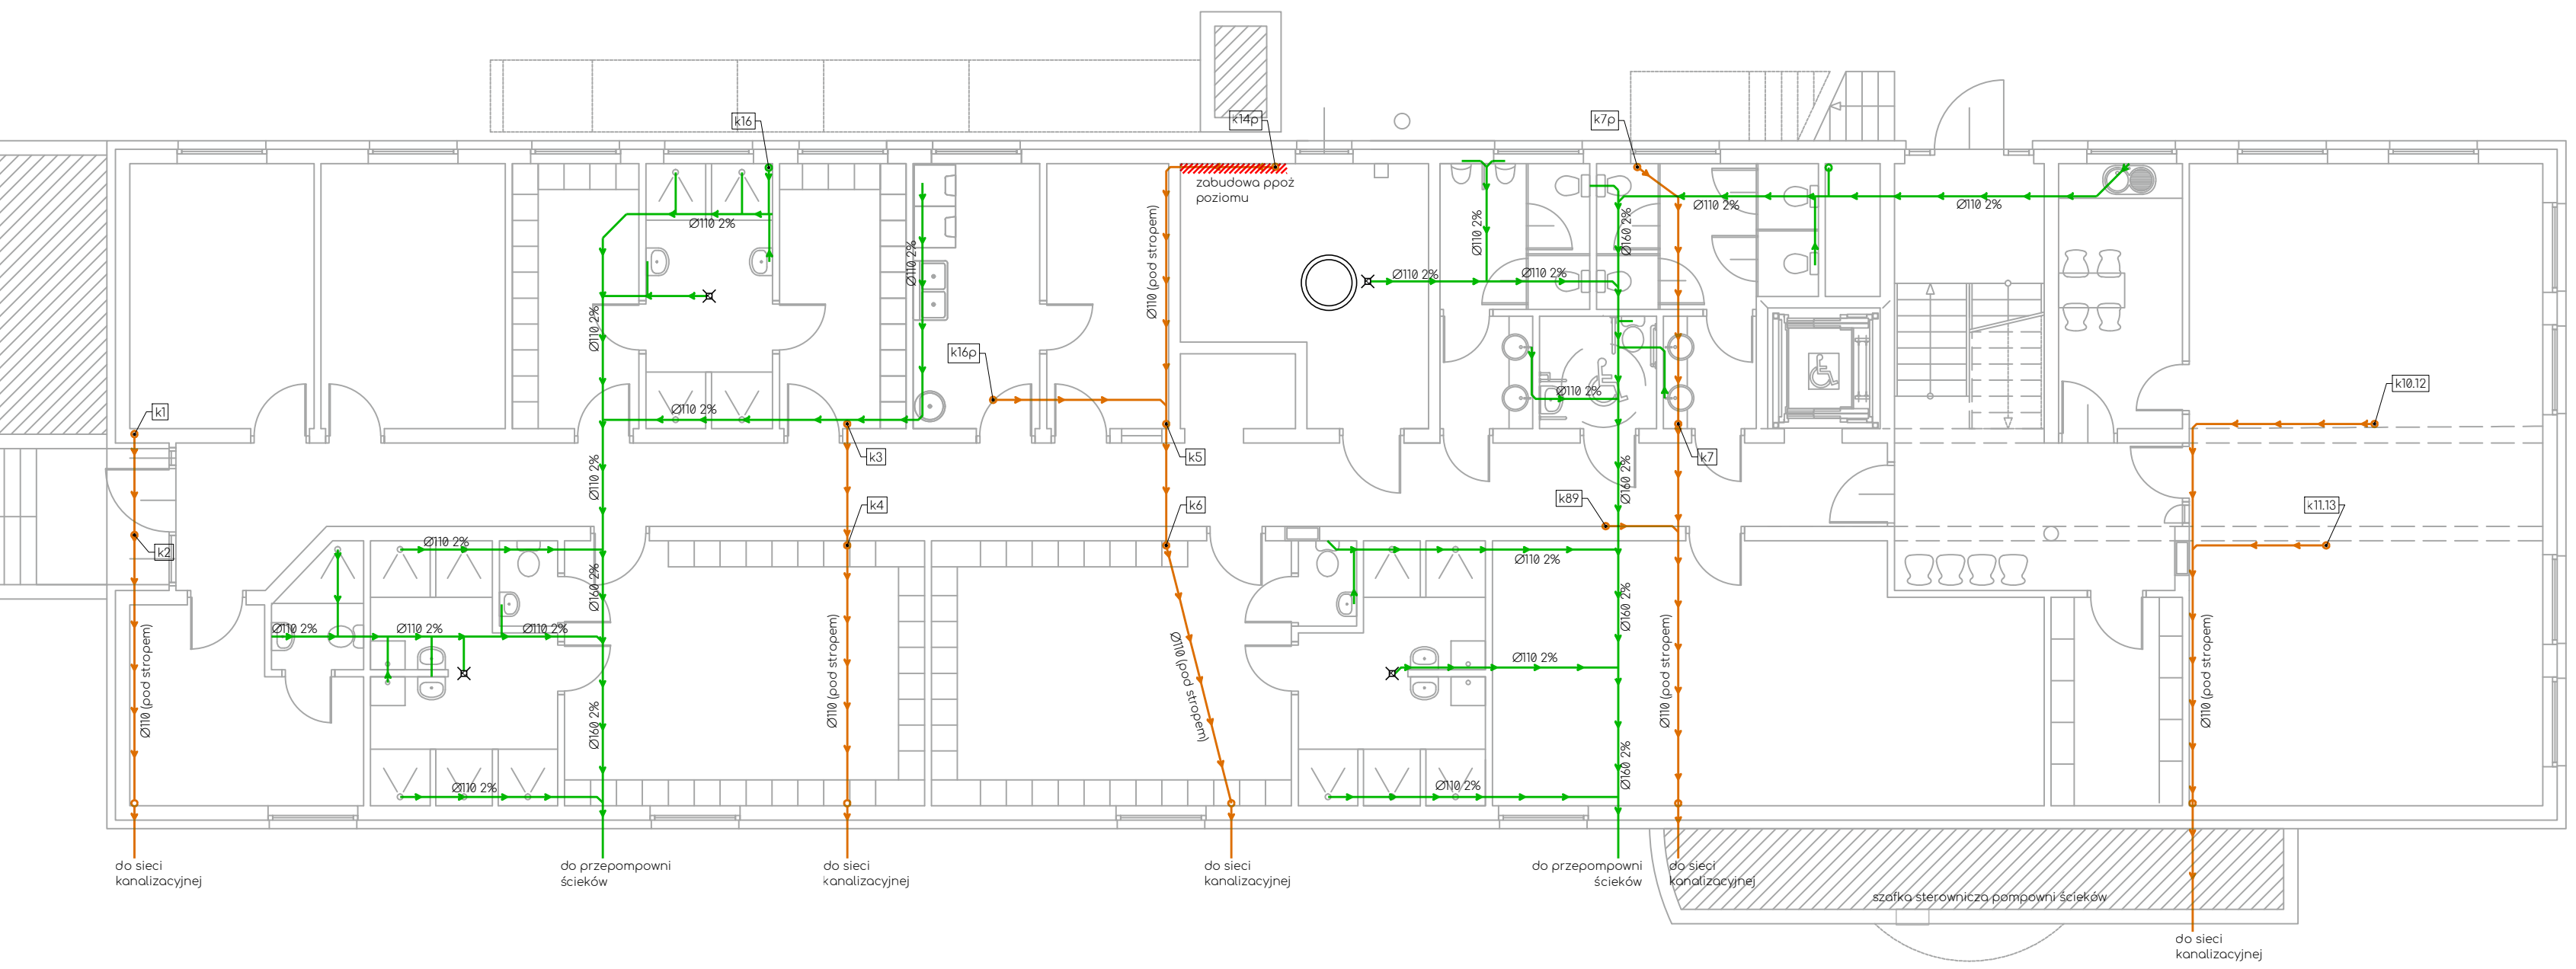 k16
k14p
k7p
zabudowa ppoż
poziomu
Ø110 2%
Ø110 2%
Ø110 2%
Ø110 (pod stropem)
Ø110 2%
Ø160 2%
Ø110 2%
Ø110 2%
Ø110 2%
Ø110 2%
k16p
k10.12
Ø110 2%
Ø110 2%
k1
k3
k5
k7
Ø110 2%
Ø160 2%
k4
k6
k89
k11.13
k2
Ø110 2%
Ø110 2%
Ø160 2%
Ø160 2%
Ø110 2%
Ø110 2%
Ø110 2%
Ø110 2%
Ø110 (pod stropem)
Ø110 (pod stropem)
Ø110 (pod stropem)
Ø110 (pod stropem)
Ø110 (pod stropem)
Ø160 2%
Ø160 2%
Ø110 2%
Ø110 2%
do sieci
kanalizacyjnej
do przepompowni
ścieków
do sieci
kanalizacyjnej
do sieci
kanalizacyjnej
do przepompowni
ścieków
do sieci
kanalizacyjnej
szafka sterownicza pompowni ścieków
do sieci
kanalizacyjnej